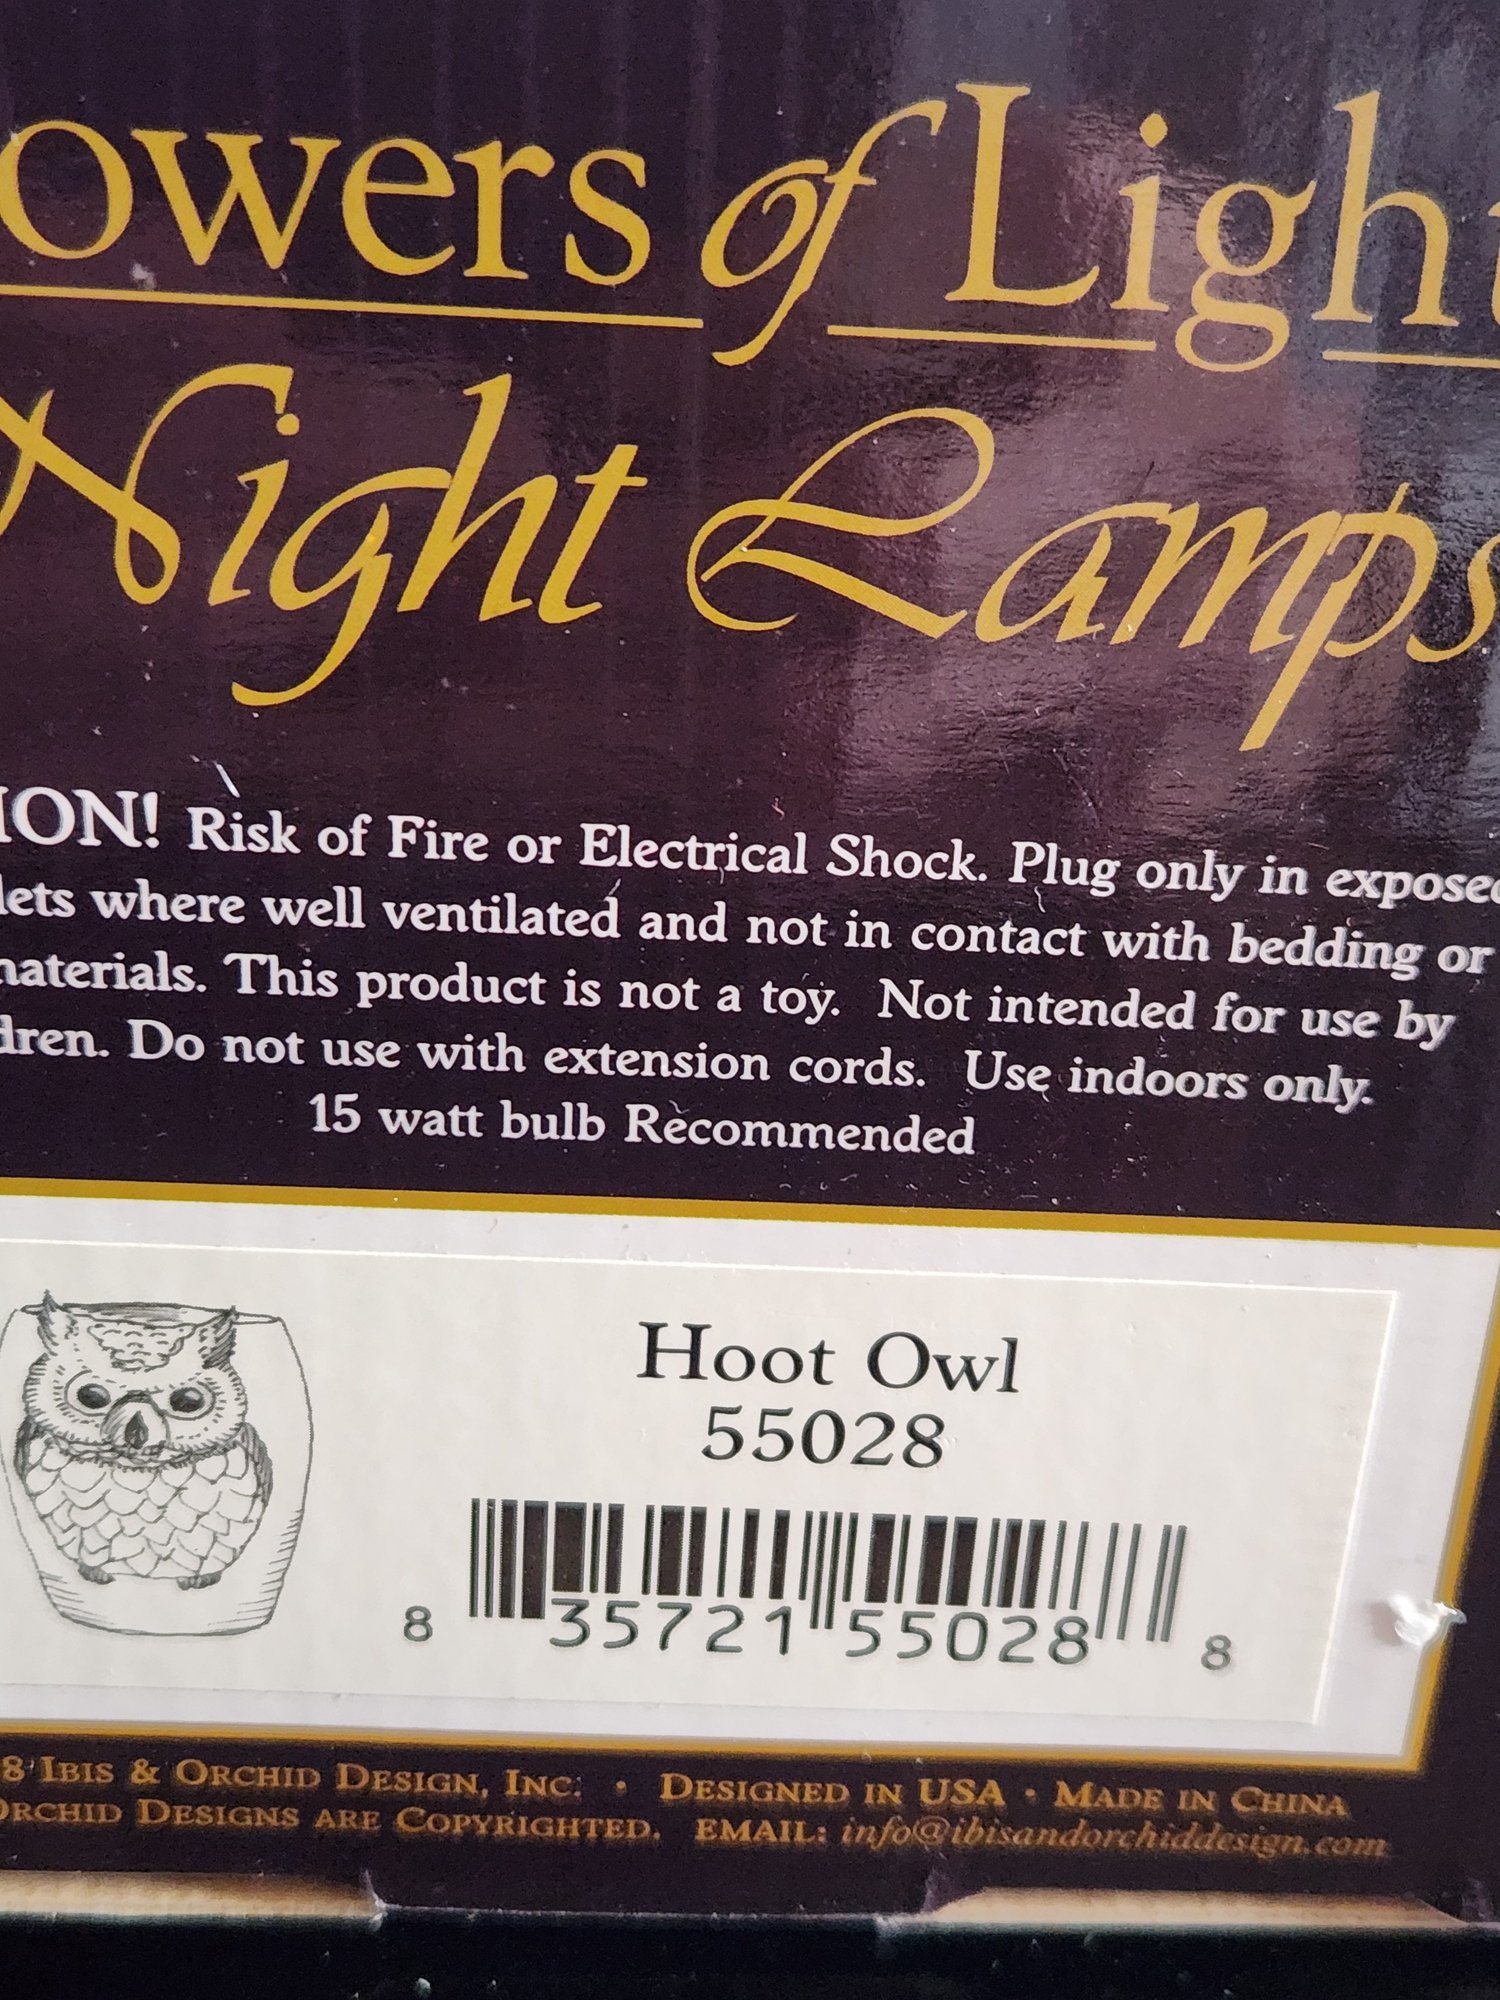 owers of Light
Night Lamps
ION! Risk of Fire or Electrical Shock. Plug only in exposed
lets where well ventilated and not in contact with bedding or
naterials. This product is not a toy. Not intended for use by
dren. Do not use with extension cords. Use indoors only.
15 watt bulb Recommended
Hoot Owl
55028
8 35721 55028 8
8 IBIS & ORCHID DESIGN, INC. • DESIGNED IN USA • MADE IN CHINA
ORCHID DESIGNS ARE COPYRIGHTED. EMAIL: info@ibisandorchiddesign.com